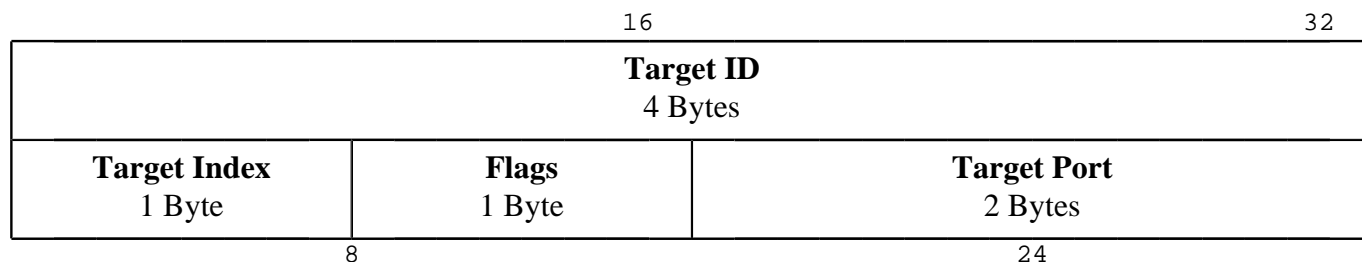 16 32
Target ID
4 Bytes
Target Index Flags Target Port
1 Byte 1 Byte 2 Bytes
8 24